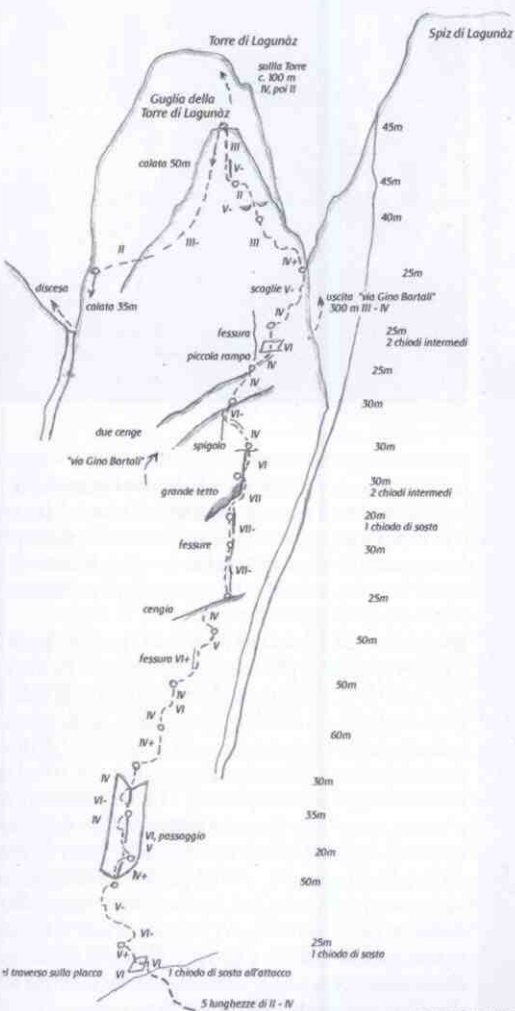 Torre di Lagunàz
Spiz di Lagunàz
sullla Torre
c. 100 m
IV, poi II
Guglia della
Torre di Lagunàz
45m
III
calata 50m
V-
II
45m
V-
40m
II
III-
III
IV+
25m
discesa
calata 35m
scaglie V-
uscita "via Gino Bartali"
300 m III - IV
IV
fessura
25m
2 chiodi intermedi
VI
piccola rampa
IV
25m
IV
30m
due cenge
VI-
spigolo
IV
30m
"via Gino Bartali"
VI
30m
2 chiodi intermedi
grande tetto
VII
20m
1 chiodo di sosta
VII-
fessure
30m
VII-
25m
cengia
IV
V
50m
fessura VI+
IV
50m
VI
IV
60m
IV+
IV
30m
VI-
IV
35m
VI, passaggio
V
20m
IV+
50m
V-
VI-
25m
1 chiodo di sosta
V+
VI
el traverso sulla placca
VI
1 chiodo di sosta all'attacco
5 lunghezze di II - IV